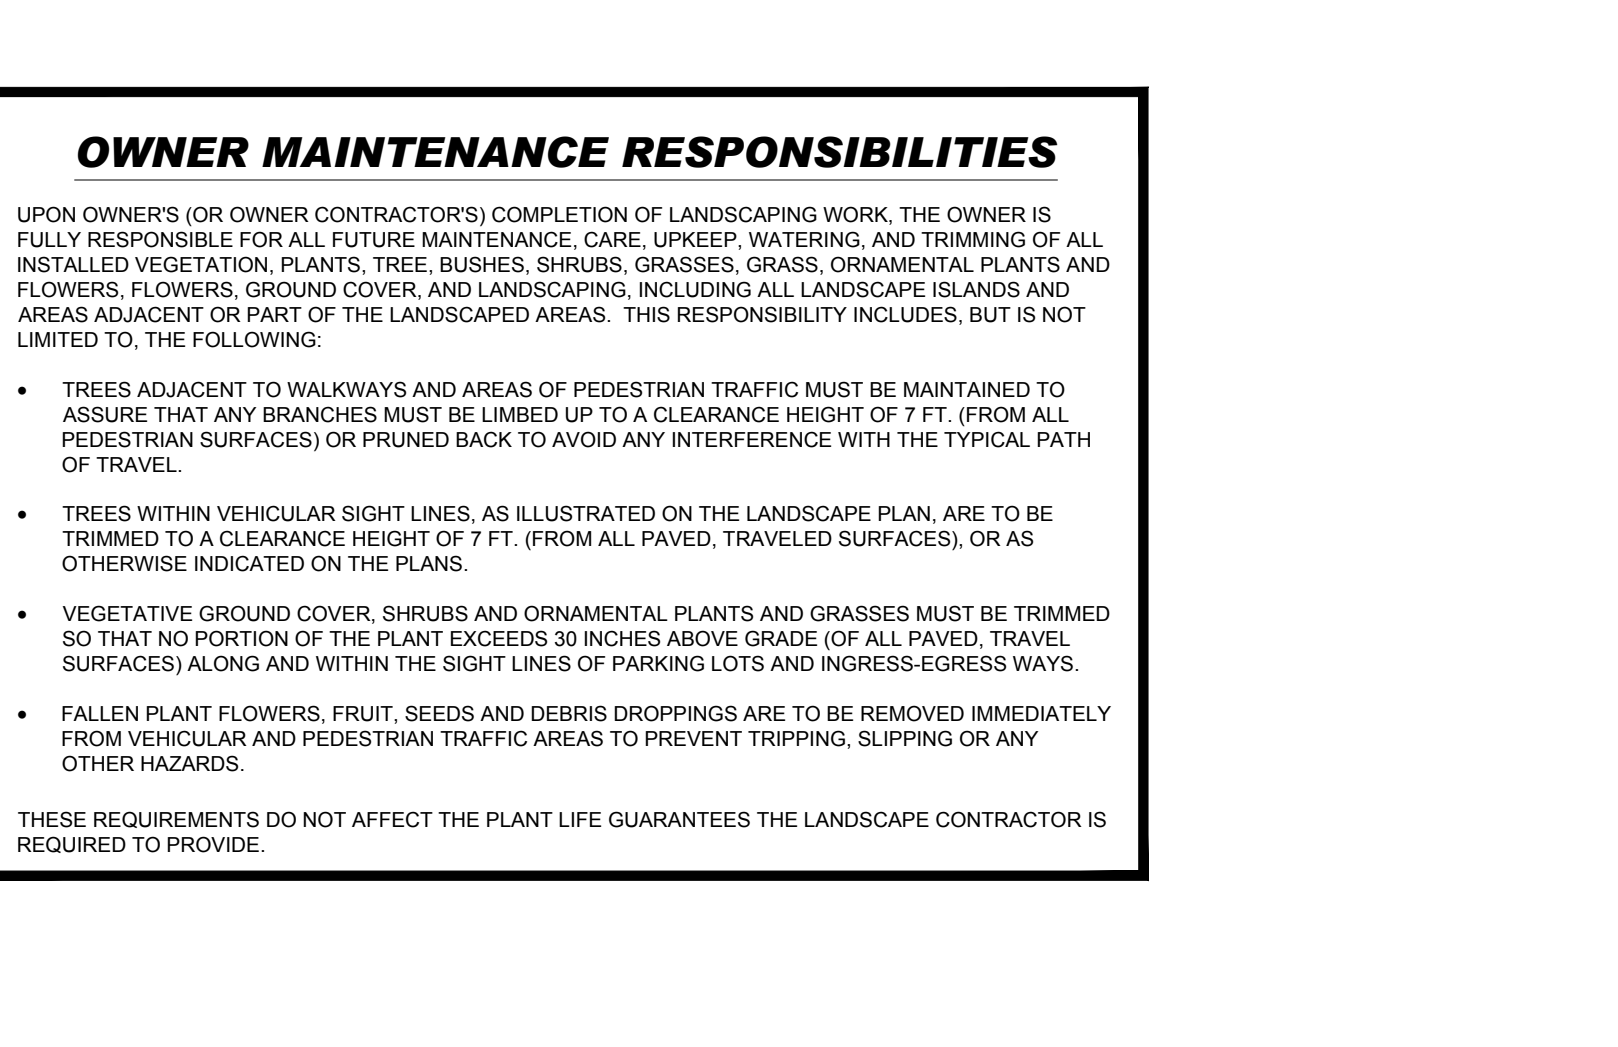 OWNER MAINTENANCE RESPONSIBILITIES
UPON OWNER'S (OR OWNER CONTRACTOR'S) COMPLETION OF LANDSCAPING WORK, THE OWNER IS
FULLY RESPONSIBLE FOR ALL FUTURE MAINTENANCE, CARE, UPKEEP, WATERING, AND TRIMMING OF ALL
INSTALLED VEGETATION, PLANTS, TREE, BUSHES, SHRUBS, GRASSES, GRASS, ORNAMENTAL PLANTS AND
FLOWERS, FLOWERS, GROUND COVER, AND LANDSCAPING, INCLUDING ALL LANDSCAPE ISLANDS AND
AREAS ADJACENT OR PART OF THE LANDSCAPED AREAS.  THIS RESPONSIBILITY INCLUDES, BUT IS NOT
LIMITED TO, THE FOLLOWING:
• TREES ADJACENT TO WALKWAYS AND AREAS OF PEDESTRIAN TRAFFIC MUST BE MAINTAINED TO
ASSURE THAT ANY BRANCHES MUST BE LIMBED UP TO A CLEARANCE HEIGHT OF 7 FT. (FROM ALL
PEDESTRIAN SURFACES) OR PRUNED BACK TO AVOID ANY INTERFERENCE WITH THE TYPICAL PATH
OF TRAVEL.
• TREES WITHIN VEHICULAR SIGHT LINES, AS ILLUSTRATED ON THE LANDSCAPE PLAN, ARE TO BE
TRIMMED TO A CLEARANCE HEIGHT OF 7 FT. (FROM ALL PAVED, TRAVELED SURFACES), OR AS
OTHERWISE INDICATED ON THE PLANS.
• VEGETATIVE GROUND COVER, SHRUBS AND ORNAMENTAL PLANTS AND GRASSES MUST BE TRIMMED
SO THAT NO PORTION OF THE PLANT EXCEEDS 30 INCHES ABOVE GRADE (OF ALL PAVED, TRAVEL
SURFACES) ALONG AND WITHIN THE SIGHT LINES OF PARKING LOTS AND INGRESS-EGRESS WAYS.
• FALLEN PLANT FLOWERS, FRUIT, SEEDS AND DEBRIS DROPPINGS ARE TO BE REMOVED IMMEDIATELY
FROM VEHICULAR AND PEDESTRIAN TRAFFIC AREAS TO PREVENT TRIPPING, SLIPPING OR ANY
OTHER HAZARDS.
THESE REQUIREMENTS DO NOT AFFECT THE PLANT LIFE GUARANTEES THE LANDSCAPE CONTRACTOR IS
REQUIRED TO PROVIDE.